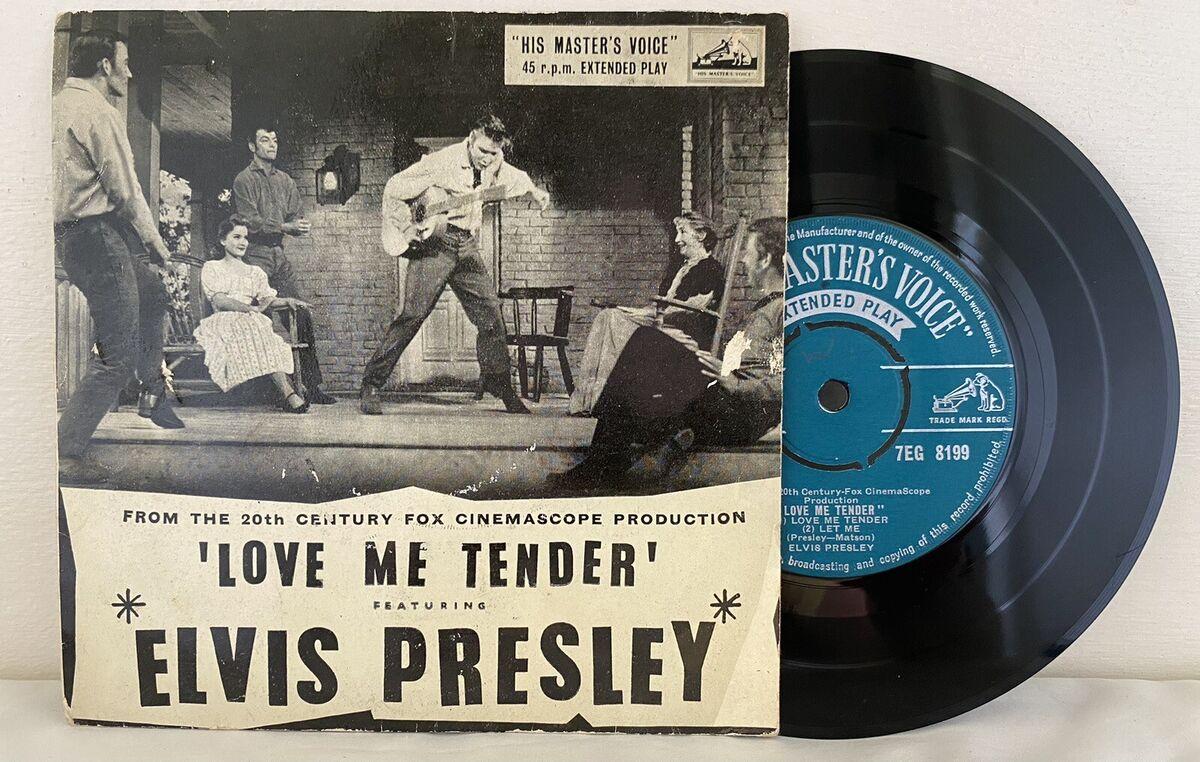 "HIS MASTER'S VOICE"
45 r.p.m. EXTENDED PLAY
"HIS MASTER'S VOICE"
FROM THE 20th CENTURY FOX CINEMASCOPE PRODUCTION
'LOVE ME TENDER'
FEATURING
*ELVIS PRESLEY*
Manufacturer and of the owner of the recorded work reserved.
ASTER'S VOICE"
TENDED PLAY
TRADE MARK REGD.
7EG 8199
20th Century-Fox CinemaScope
Production
LOVE ME TENDER"
) LOVE ME TENDER
(2) LET ME
(Presley—Matson)
ELVIS PRESLEY
broadcasting and copying of this record prohibited.